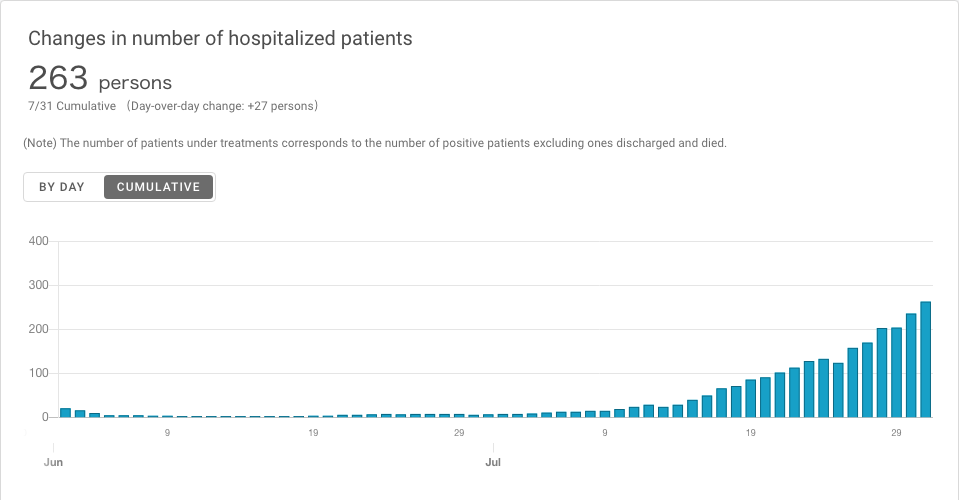 Changes in number of hospitalized patients
263 persons
7/31 Cumulative （Day-over-day change: +27 persons）
(Note) The number of patients under treatments corresponds to the number of positive patients excluding ones discharged and died.
BY DAY CUMULATIVE
400
300
200
100
0
9 19 29 9 19 29
Jun Jul